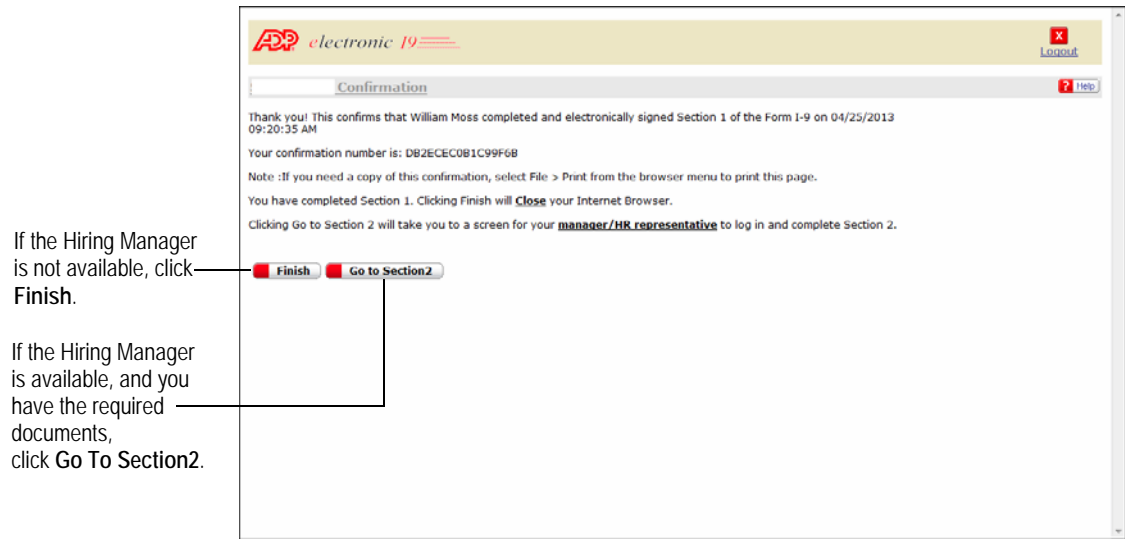 ADP electronic I9
X
Logout
Confirmation
? Help
Thank you! This confirms that William Moss completed and electronically signed Section 1 of the Form I-9 on 04/25/2013
09:20:35 AM
Your confirmation number is: DB2ECEC0B1C99F6B
Note :If you need a copy of this confirmation, select File > Print from the browser menu to print this page.
You have completed Section 1. Clicking Finish will Close your Internet Browser.
Clicking Go to Section 2 will take you to a screen for your manager/HR representative to log in and complete Section 2.
Finish
Go to Section2
If the Hiring Manager
is not available, click
Finish.
If the Hiring Manager
is available, and you
have the required
documents,
click Go To Section2.